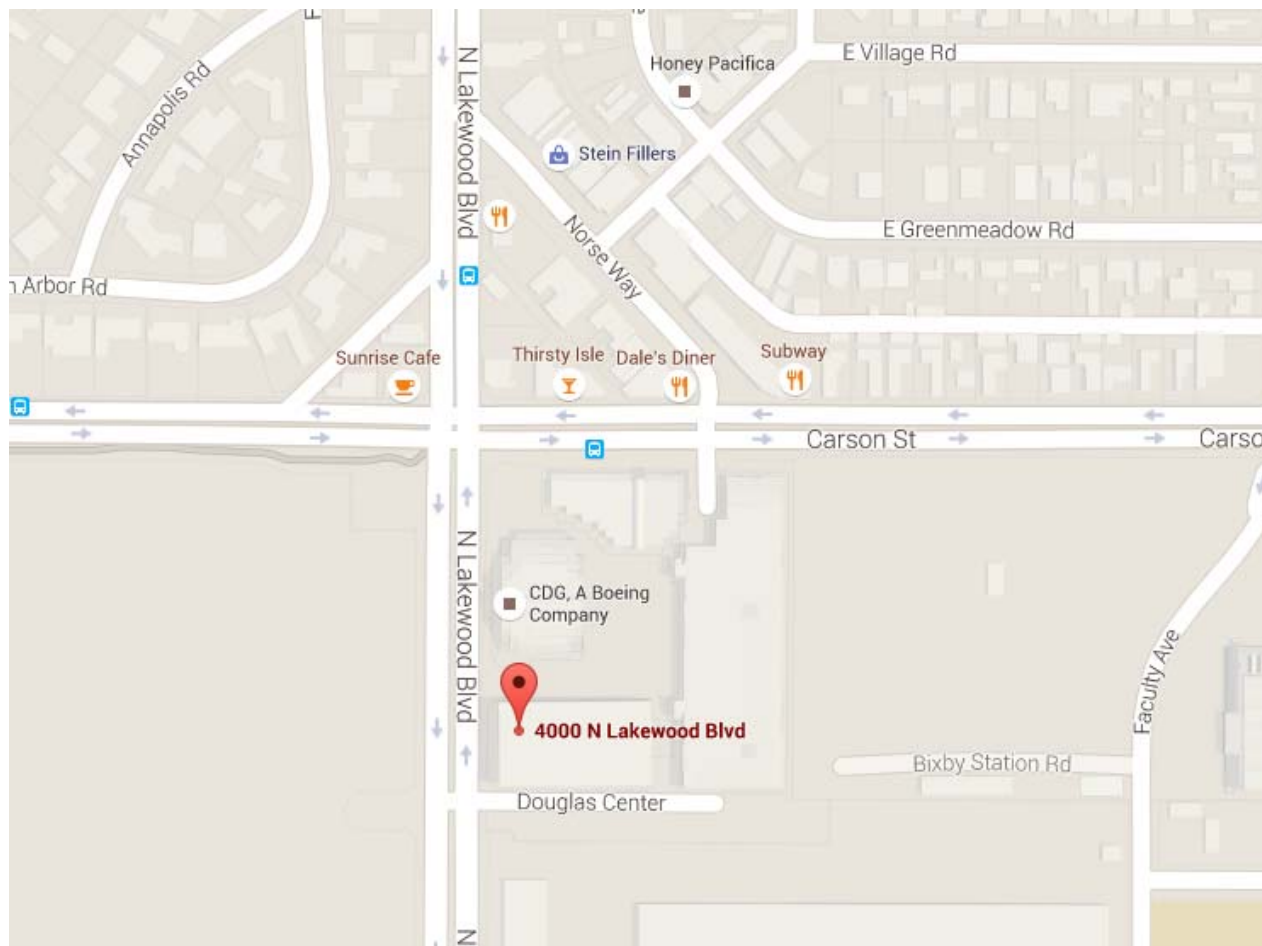 N Lakewood Blvd
Honey Pacifica
E Village Rd
Annapolis Rd
Stein Fillers
Norse Way
E Greenmeadow Rd
Arbor Rd
Sunrise Cafe
Thirsty Isle
Dale's Diner
Subway
Carson St
N Lakewood Blvd
CDG, A Boeing
Company
4000 N Lakewood Blvd
Faculty Ave
Bixby Station Rd
Douglas Center
N